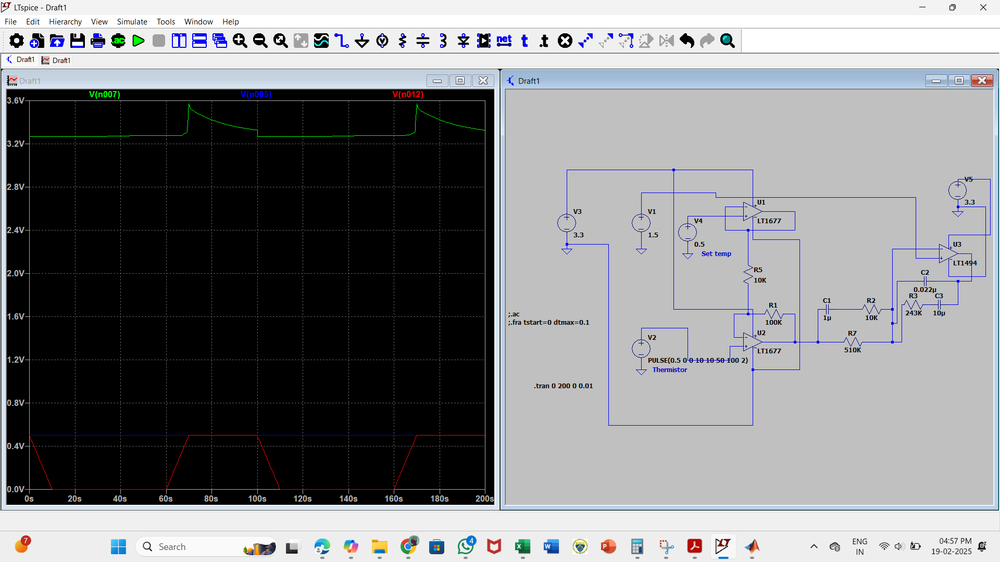 LTspice - Draft1
File Edit Hierarchy View Simulate Tools Window Help
.ac
net
t
.t
Draft1
Draft1
Draft1
V(n007) V(n005) V(n012)
3.6V
3.2V
2.8V
2.4V
2.0V
1.6V
1.2V
0.8V
0.4V
0.0V
0s 20s 40s 60s 80s 100s 120s 140s 160s 180s 200s
Draft1
V5
3.3
V3
3.3
V1
1.5
V4
0.5
Set temp
U1
LT1677
U3
LT1494
R5
10K
C2
0.022µ
R3
243K
C3
10µ
C1
1µ
R2
10K
R1
100K
;.ac
;.fra tstart=0 dtmax=0.1
U2
LT1677
R7
510K
V2
PULSE(0.5 0 0 10 10 50 100 2)
Thermistor
.tran 0 200 0 0.01
7
Search
4
ENG
IN
04:57 PM
19-02-2025